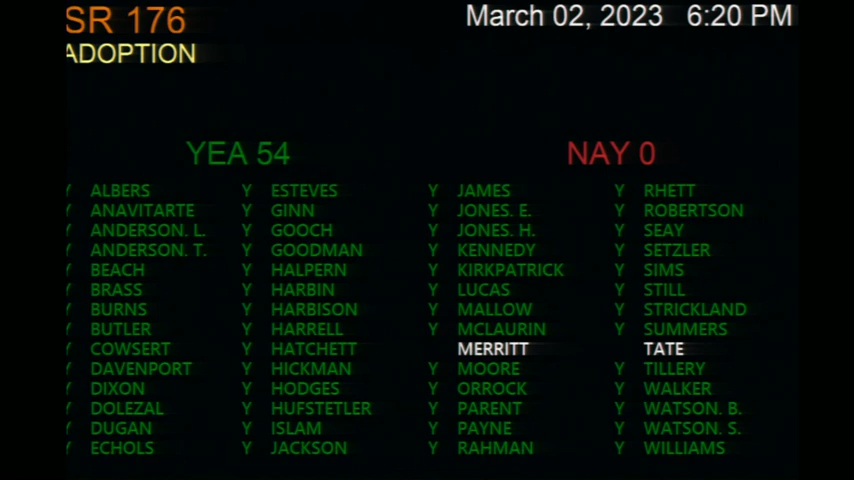 SR 176 March 02, 2023 6:20 PM
ADOPTION
YEA 54 NAY 0
Y ALBERS Y ESTEVES Y JAMES Y RHETT
Y ANAVITARTE Y GINN Y JONES. E. Y ROBERTSON
Y ANDERSON. L. Y GOOCH Y JONES. H. Y SEAY
Y ANDERSON. T. Y GOODMAN Y KENNEDY Y SETZLER
Y BEACH Y HALPERN Y KIRKPATRICK Y SIMS
Y BRASS Y HARBIN Y LUCAS Y STILL
Y BURNS Y HARBISON Y MALLOW Y STRICKLAND
Y BUTLER Y HARRELL Y MCLAURIN Y SUMMERS
Y COWSERT Y HATCHETT MERRITT TATE
Y DAVENPORT Y HICKMAN Y MOORE Y TILLERY
Y DIXON Y HODGES Y ORROCK Y WALKER
Y DOLEZAL Y HUFSTETLER Y PARENT Y WATSON. B.
Y DUGAN Y ISLAM Y PAYNE Y WATSON. S.
Y ECHOLS Y JACKSON Y RAHMAN Y WILLIAMS